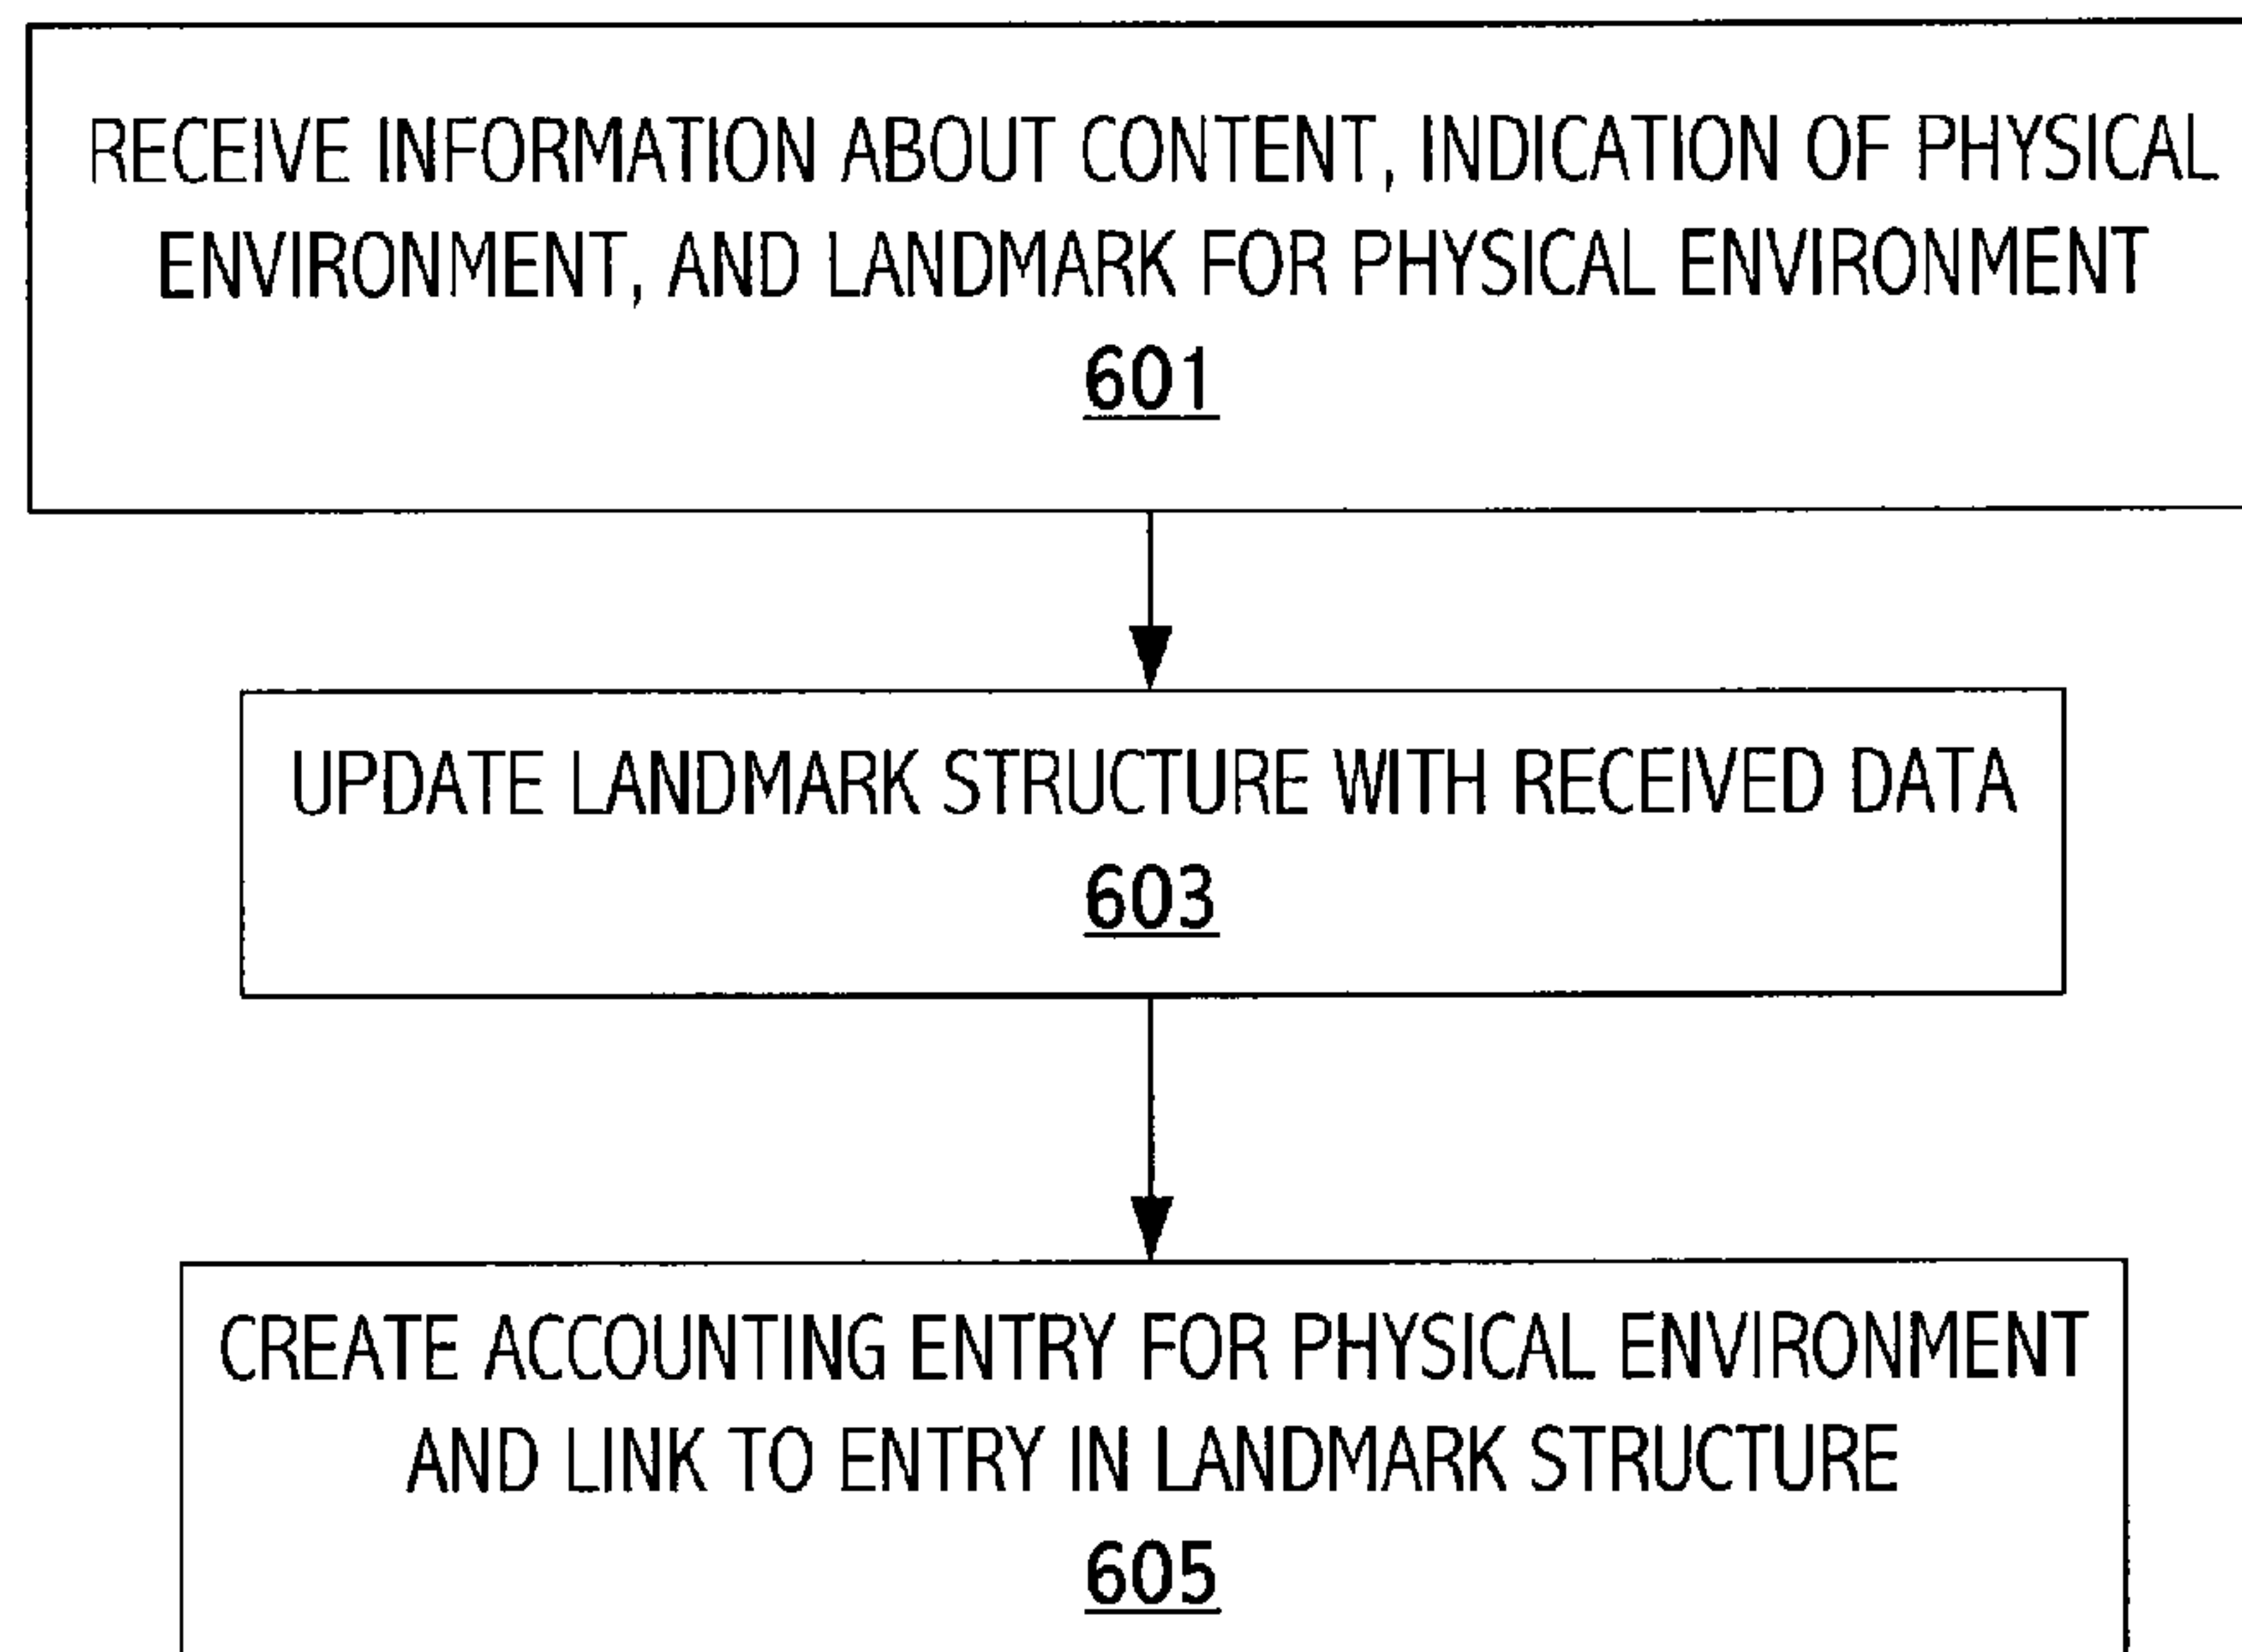 RECEIVE INFORMATION ABOUT CONTENT, INDICATION OF PHYSICAL
ENVIRONMENT, AND LANDMARK FOR PHYSICAL ENVIRONMENT
601
UPDATE LANDMARK STRUCTURE WITH RECEIVED DATA
603
CREATE ACCOUNTING ENTRY FOR PHYSICAL ENVIRONMENT
AND LINK TO ENTRY IN LANDMARK STRUCTURE
605